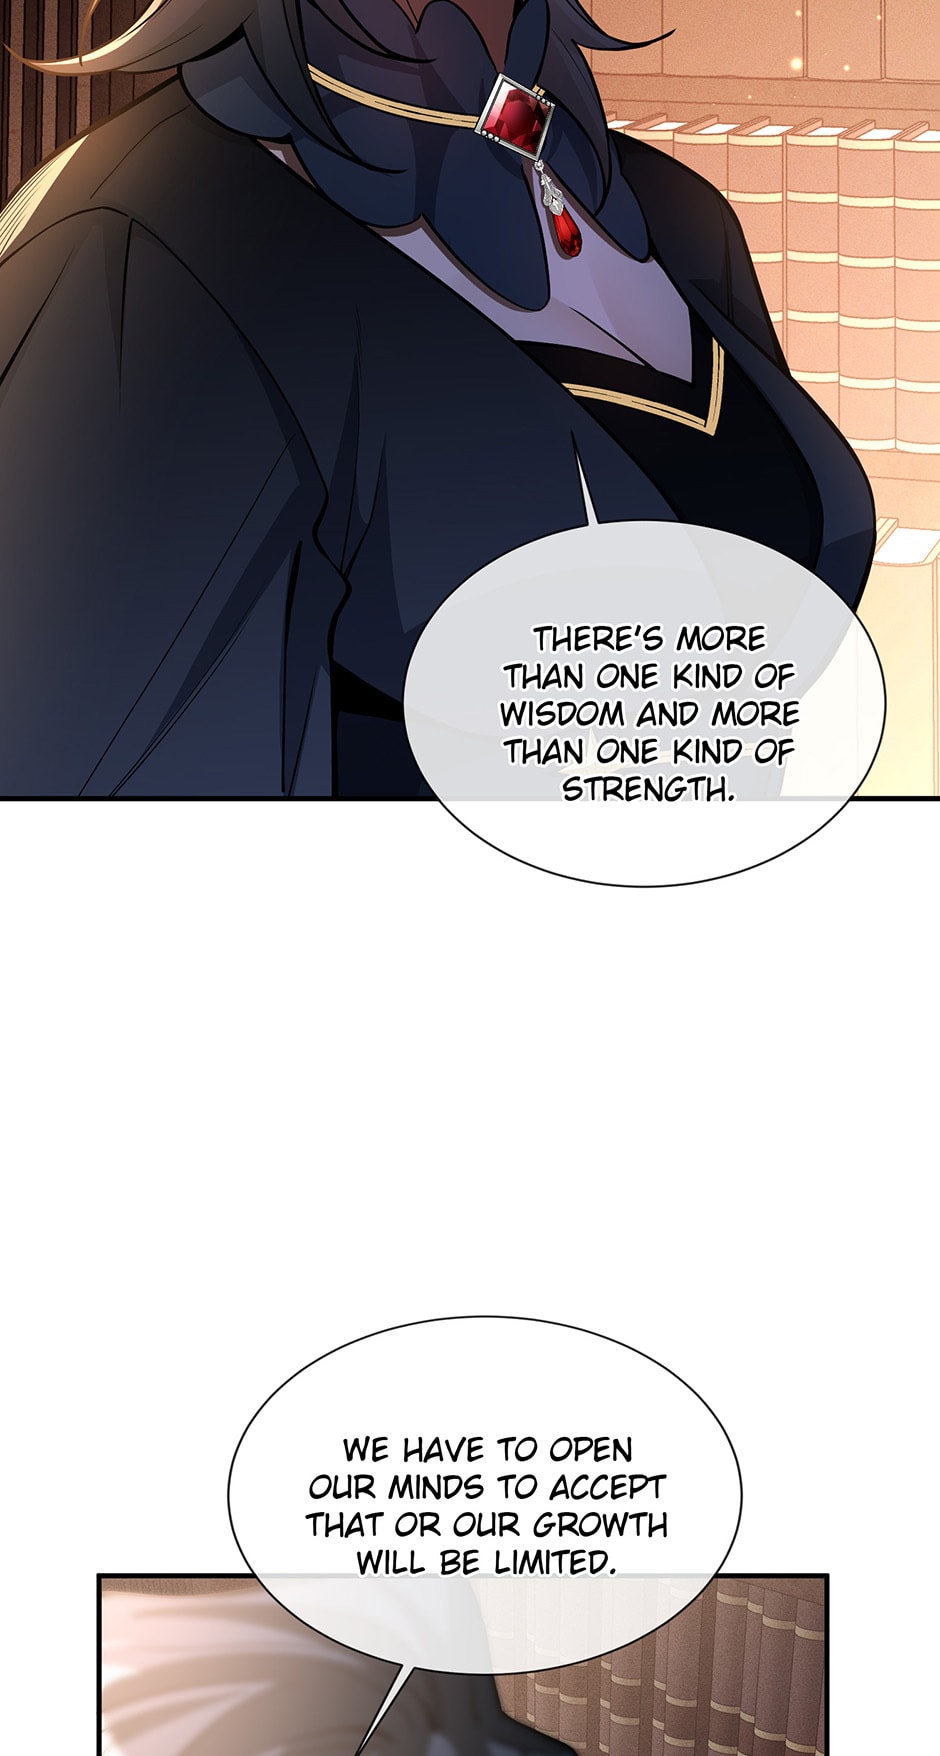 THERE'S MORE
THAN ONE KIND OF
WISDOM AND MORE
THAN ONE KIND OF
STRENGTH.
WE HAVE TO OPEN
OUR MINDS TO ACCEPT
THAT OR OUR GROWTH
WILL BE LIMITED.